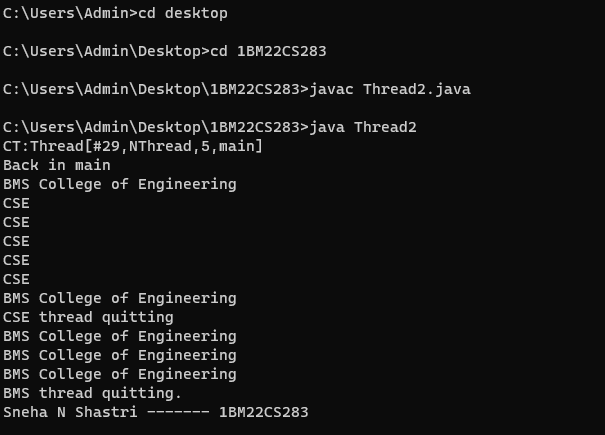 C:\Users\Admin>cd desktop
C:\Users\Admin\Desktop>cd 1BM22CS283
C:\Users\Admin\Desktop\1BM22CS283>javac Thread2.java
C:\Users\Admin\Desktop\1BM22CS283>java Thread2
CT:Thread[#29,NThread,5,main]
Back in main
BMS College of Engineering
CSE
CSE
CSE
CSE
CSE
BMS College of Engineering
CSE thread quitting
BMS College of Engineering
BMS College of Engineering
BMS College of Engineering
BMS thread quitting.
Sneha N Shastri ------- 1BM22CS283